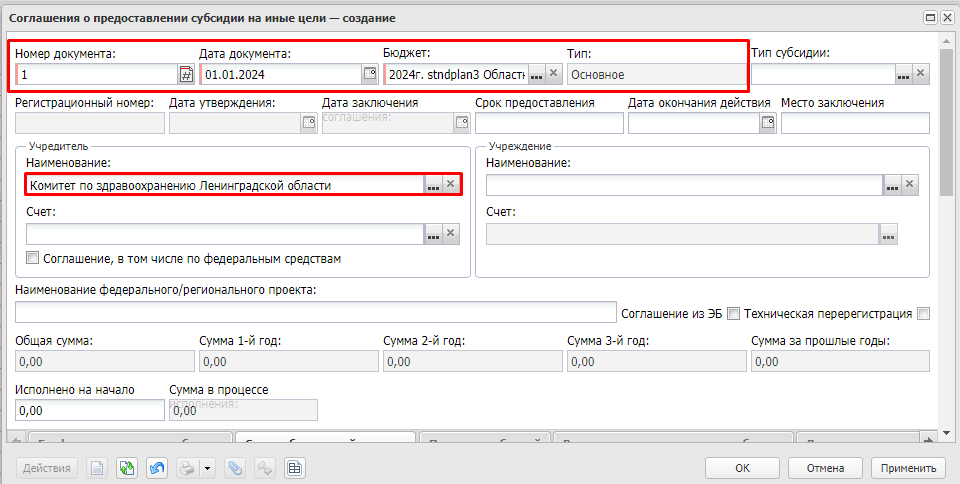 Соглашения о предоставлении субсидии на иные цели — создание
Номер документа: Дата документа: Бюджет: Тип: Тип субсидии:
1 01.01.2024 2024г. stndplan3 Област Основное
Регистрационный номер: Дата утверждения: Дата заключения соглашения: Срок предоставления Дата окончания действия Место заключения
Учредитель Учреждение
Наименование: Наименование:
Комитет по здравоохранению Ленинградской области
Счет: Счет:
Соглашение, в том числе по федеральным средствам
Наименование федерального/регионального проекта:
Соглашение из ЭБ Техническая перерегистрация
Общая сумма: Сумма 1-й год: Сумма 2-й год: Сумма 3-й год: Сумма за прошлые годы:
0,00 0,00 0,00 0,00 0,00
Исполнено на начало Сумма в процессе исполнения:
0,00 0,00
Действия ОК Отмена Применить